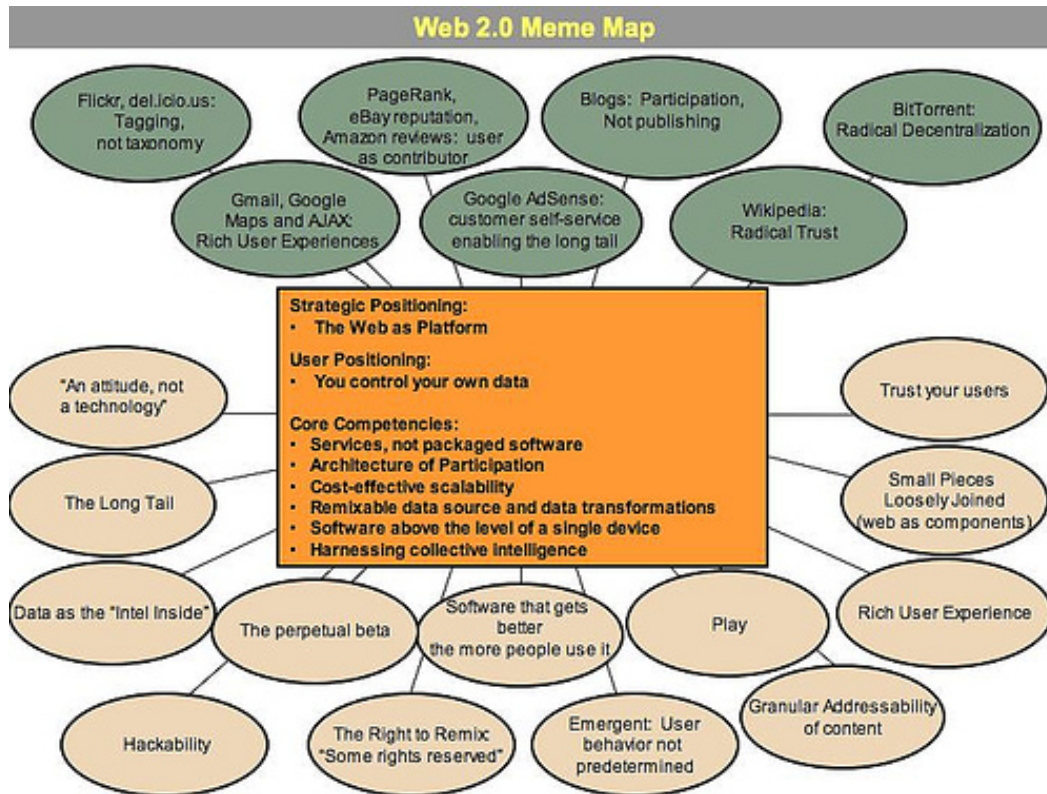 Web 2.0 Meme Map
Flickr, del.icio.us:
Tagging,
not taxonomy
PageRank,
eBay reputation,
Amazon reviews: user
as contributor
Blogs: Participation,
Not publishing
BitTorrent:
Radical Decentralization
Gmail, Google
Maps and AJAX:
Rich User Experiences
Google AdSense:
customer self-service
enabling the long tail
Wikipedia:
Radical Trust
Strategic Positioning:
• The Web as Platform
User Positioning:
• You control your own data
Core Competencies:
• Services, not packaged software
• Architecture of Participation
• Cost-effective scalability
• Remixable data source and data transformations
• Software above the level of a single device
• Harnessing collective intelligence
"An attitude, not
a technology"
Trust your users
The Long Tail
Small Pieces
Loosely Joined
(web as components)
Data as the "Intel Inside"
The perpetual beta
Software that gets
better
the more people use it
Play
Rich User Experience
Hackability
The Right to Remix:
"Some rights reserved"
Emergent: User
behavior not
predetermined
Granular Addressability
of content